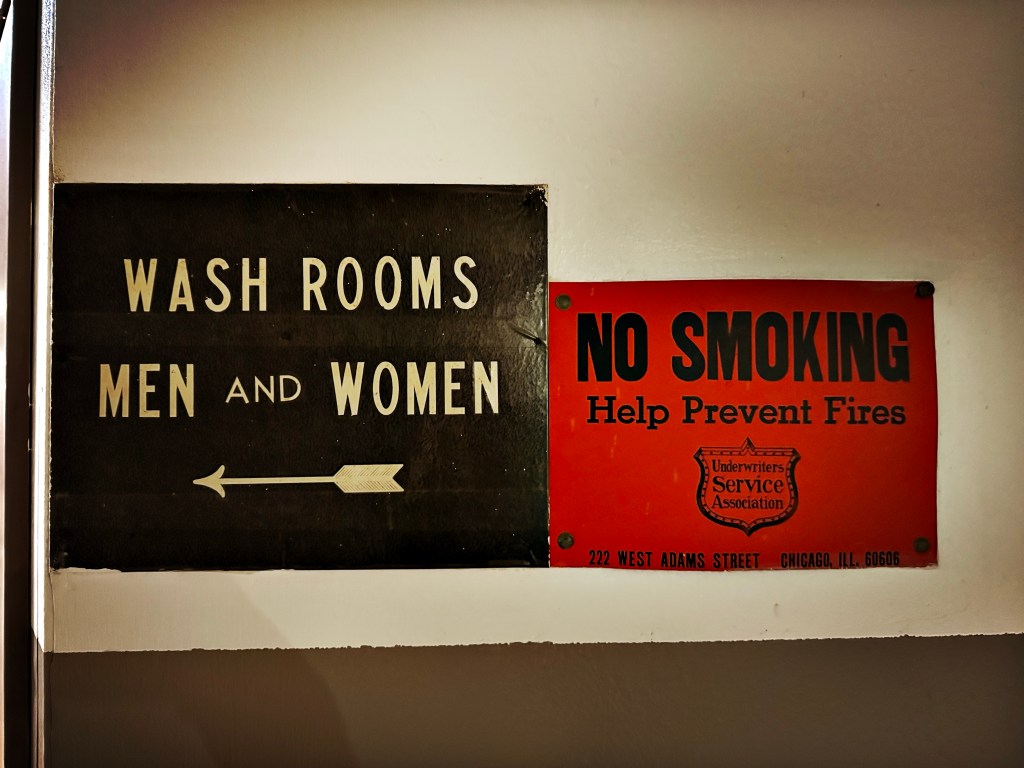 WASH ROOMS
MEN AND WOMEN
NO SMOKING
Help Prevent Fires
Underwriters
Service
Association
222 WEST ADAMS STREET CHICAGO, ILL. 60606